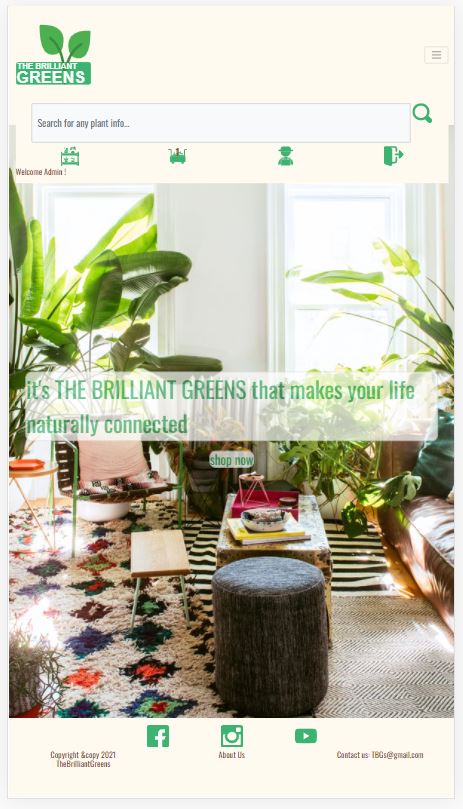 THE BRILLIANT
GREENS
Search for any plant info...
Welcome Admin !
it's THE BRILLIANT GREENS that makes your life
naturally connected
shop now
Copyright &copy 2021
TheBrilliantGreens
About Us
Contact us: TBGs@gmail.com